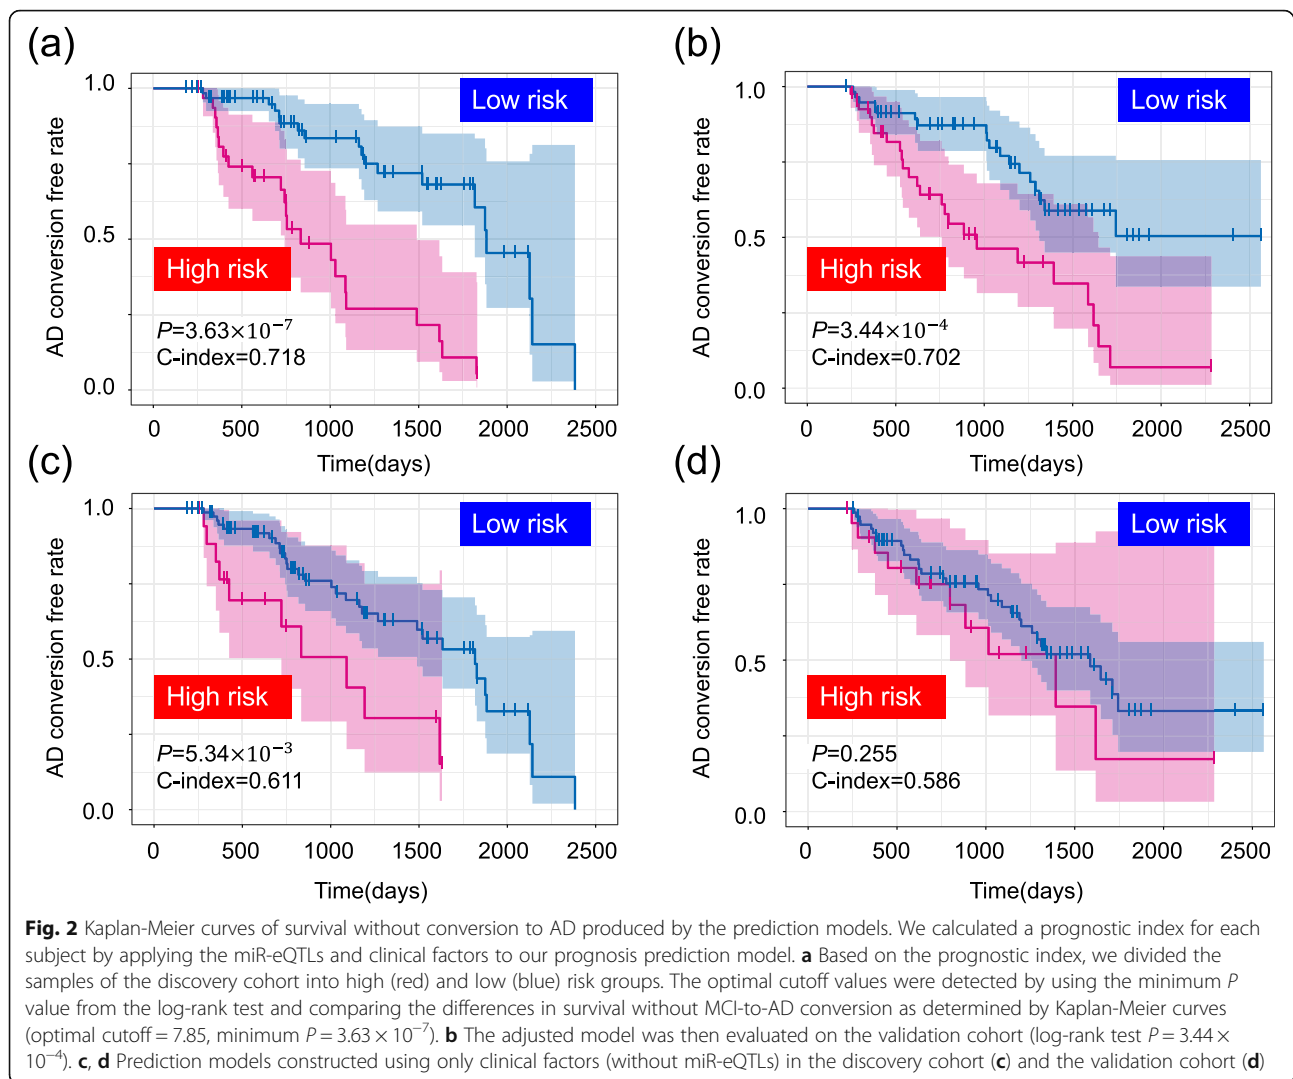 (a)
1.0
0.5
0.0
AD conversion free rate
Low risk
High risk
P=3.63×10−7
C-index=0.718
0 500 1000 1500 2000 2500
Time(days)
(b)
1.0
0.5
0.0
AD conversion free rate
Low risk
High risk
P=3.44×10−4
C-index=0.702
0 500 1000 1500 2000 2500
Time(days)
(c)
1.0
0.5
0.0
AD conversion free rate
Low risk
High risk
P=5.34×10−3
C-index=0.611
0 500 1000 1500 2000 2500
Time(days)
(d)
1.0
0.5
0.0
AD conversion free rate
Low risk
High risk
P=0.255
C-index=0.586
0 500 1000 1500 2000 2500
Time(days)
Fig. 2 Kaplan-Meier curves of survival without conversion to AD produced by the prediction models. We calculated a prognostic index for each
subject by applying the miR-eQTLs and clinical factors to our prognosis prediction model. a Based on the prognostic index, we divided the
samples of the discovery cohort into high (red) and low (blue) risk groups. The optimal cutoff values were detected by using the minimum P
value from the log-rank test and comparing the differences in survival without MCI-to-AD conversion as determined by Kaplan-Meier curves
(optimal cutoff = 7.85, minimum P = 3.63 × 10−7). b The adjusted model was then evaluated on the validation cohort (log-rank test P = 3.44 ×
10−4). c, d Prediction models constructed using only clinical factors (without miR-eQTLs) in the discovery cohort (c) and the validation cohort (d)